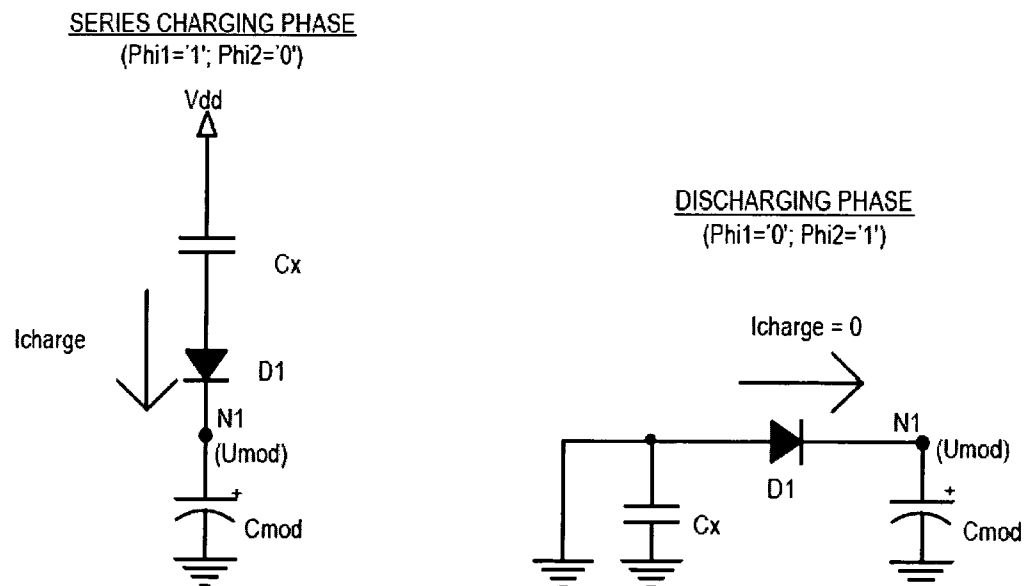 SERIES CHARGING PHASE
(Phi1='1'; Phi2='0')
Vdd
Cx
Icharge
D1
N1
(Umod)
+
Cmod
DISCHARGING PHASE
(Phi1='0'; Phi2='1')
Icharge = 0
N1
(Umod)
D1
+
Cx
Cmod